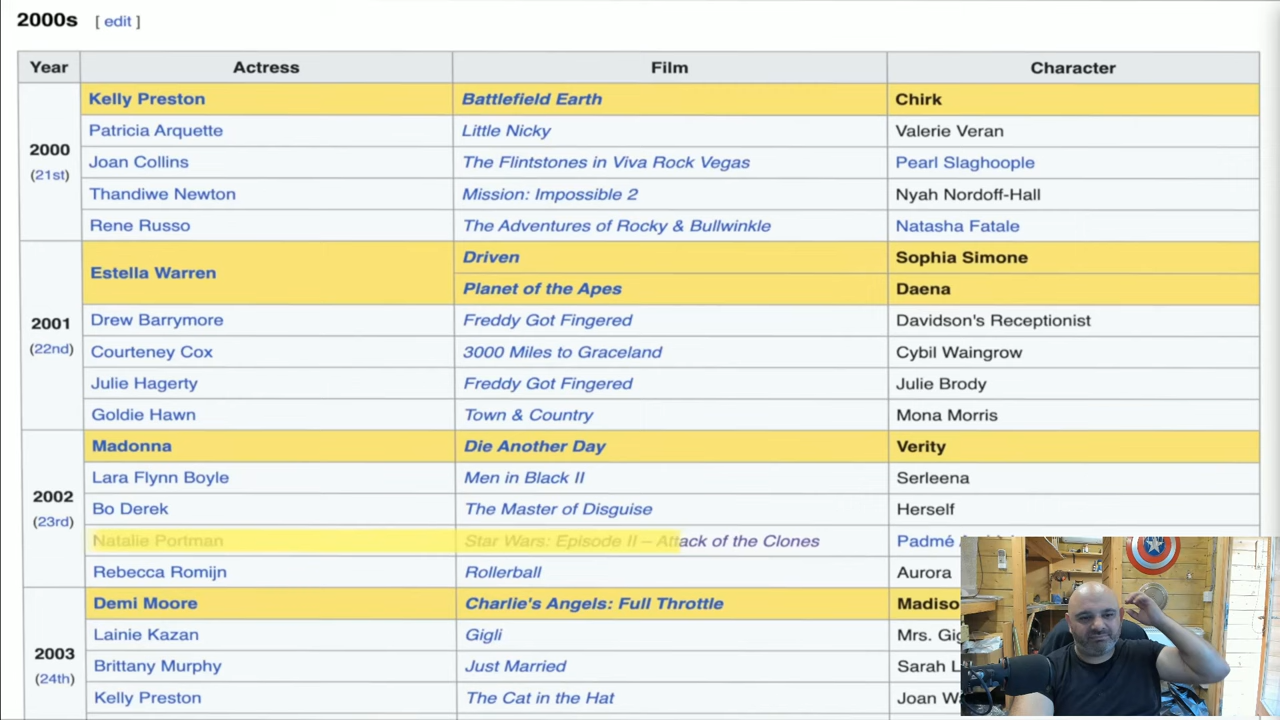 2000s [ edit ]
Year Actress Film Character
2000 (21st)
Kelly Preston Battlefield Earth Chirk
Patricia Arquette Little Nicky Valerie Veran
Joan Collins The Flintstones in Viva Rock Vegas Pearl Slaghoople
Thandiwe Newton Mission: Impossible 2 Nyah Nordoff-Hall
Rene Russo The Adventures of Rocky & Bullwinkle Natasha Fatale
2001 (22nd)
Estella Warren Driven Sophia Simone
Planet of the Apes Daena
Drew Barrymore Freddy Got Fingered Davidson's Receptionist
Courteney Cox 3000 Miles to Graceland Cybil Waingrow
Julie Hagerty Freddy Got Fingered Julie Brody
Goldie Hawn Town & Country Mona Morris
2002 (23rd)
Madonna Die Another Day Verity
Lara Flynn Boyle Men in Black II Serleena
Bo Derek The Master of Disguise Herself
Natalie Portman Star Wars: Episode II – Attack of the Clones Padmé
Rebecca Romijn Rollerball Aurora
2003 (24th)
Demi Moore Charlie's Angels: Full Throttle Madiso
Lainie Kazan Gigli Mrs. Gig
Brittany Murphy Just Married Sarah L
Kelly Preston The Cat in the Hat Joan W